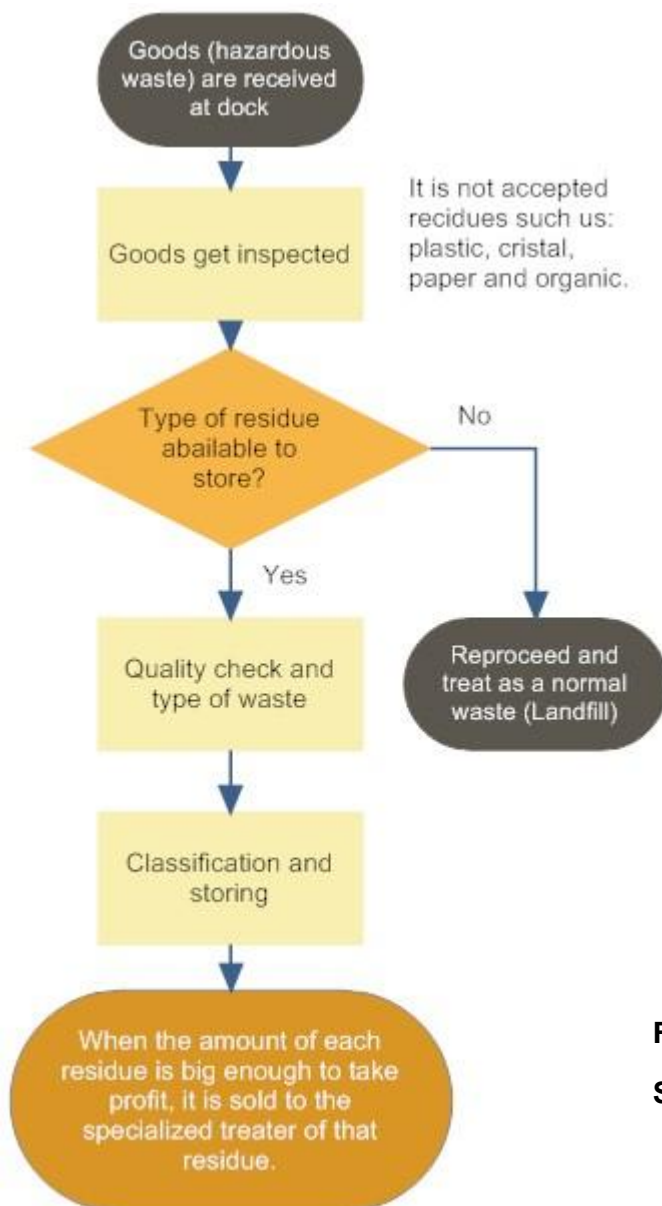 Goods (hazardous
waste) are received
at dock
Goods get inspected
It is not accepted
recidues such us:
plastic, cristal,
paper and organic.
Type of residue
abailable to
store?
No
Yes
Quality check and
type of waste
Reproceed and
treat as a normal
waste (Landfill)
Classification and
storing
When the amount of each
residue is big enough to take
profit, it is sold to the
specialized treater of that
residue.